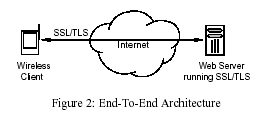 SSL/TLS
Internet
Wireless
Client
Web Server
running SSL/TLS
Figure 2: End-To-End Architecture